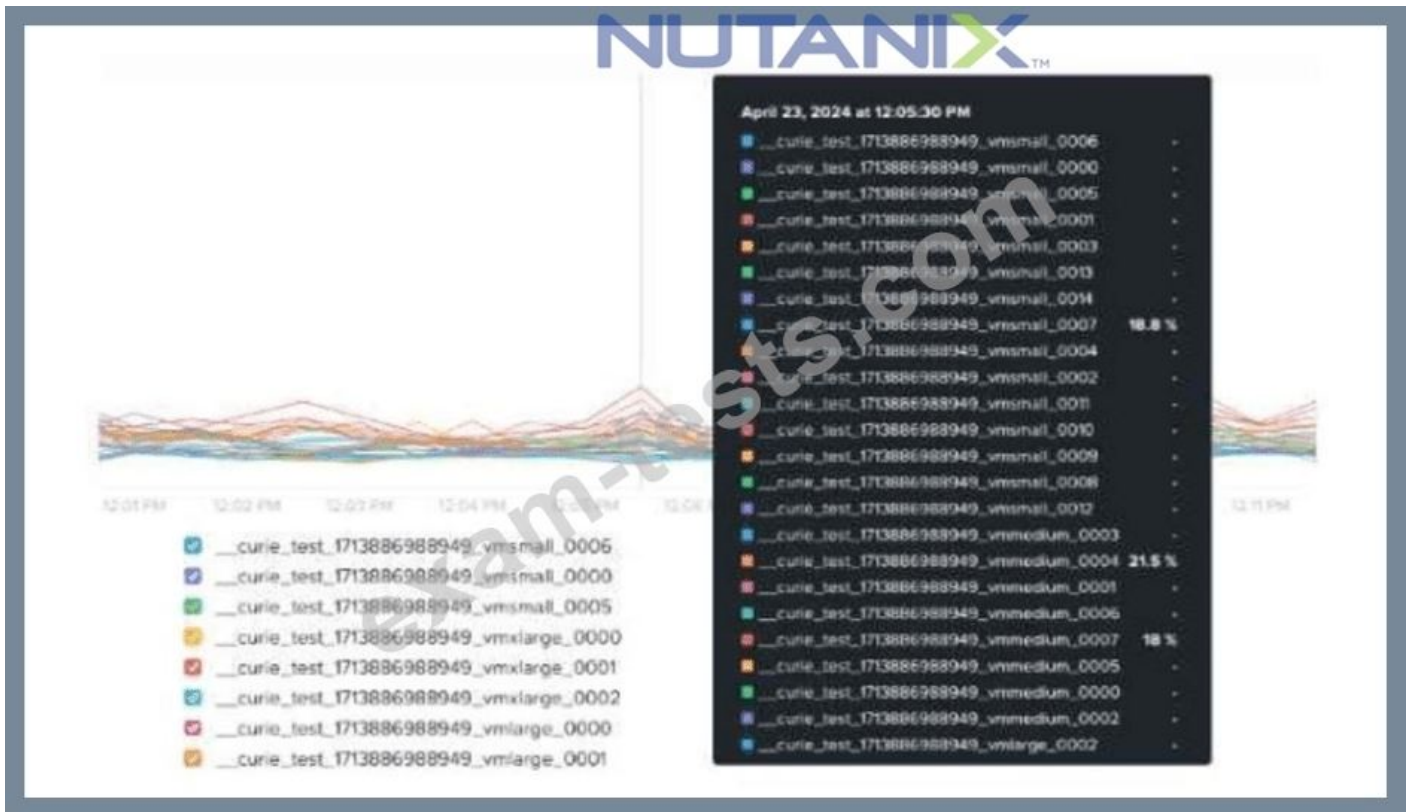 NUTANIX™
April 23, 2024 at 12:05:30 PM
__curie_test_1713886988949_vmsmall_0006 -
__curie_test_1713886988949_vmsmall_0000 -
__curie_test_1713886988949_vmsmall_0005 -
__curie_test_1713886988949_vmsmall_0001 -
__curie_test_1713886988949_vmsmall_0003 -
__curie_test_1713886988949_vmsmall_0013 -
__curie_test_1713886988949_vmsmall_0014 -
__curie_test_1713886988949_vmsmall_0007 18.8 %
__curie_test_1713886988949_vmsmall_0004 -
__curie_test_1713886988949_vmsmall_0002 -
__curie_test_1713886988949_vmsmall_0011 -
__curie_test_1713886988949_vmsmall_0010 -
__curie_test_1713886988949_vmsmall_0009 -
__curie_test_1713886988949_vmsmall_0008 -
__curie_test_1713886988949_vmsmall_0012 -
__curie_test_1713886988949_vmmedium_0003 -
__curie_test_1713886988949_vmmedium_0004 21.5 %
__curie_test_1713886988949_vmmedium_0001 -
__curie_test_1713886988949_vmmedium_0006 -
__curie_test_1713886988949_vmmedium_0007 18 %
__curie_test_1713886988949_vmmedium_0005 -
__curie_test_1713886988949_vmmedium_0000 -
__curie_test_1713886988949_vmmedium_0002 -
__curie_test_1713886988949_vmlarge_0002 -
12:01 PM 12:02 PM 12:03 PM 12:04 PM 12:11 PM
__curie_test_1713886988949_vmsmall_0006
__curie_test_1713886988949_vmsmall_0000
__curie_test_1713886988949_vmsmall_0005
__curie_test_1713886988949_vmxlarge_0000
__curie_test_1713886988949_vmxlarge_0001
__curie_test_1713886988949_vmxlarge_0002
__curie_test_1713886988949_vmlarge_0000
__curie_test_1713886988949_vmlarge_0001
exam-tests.com